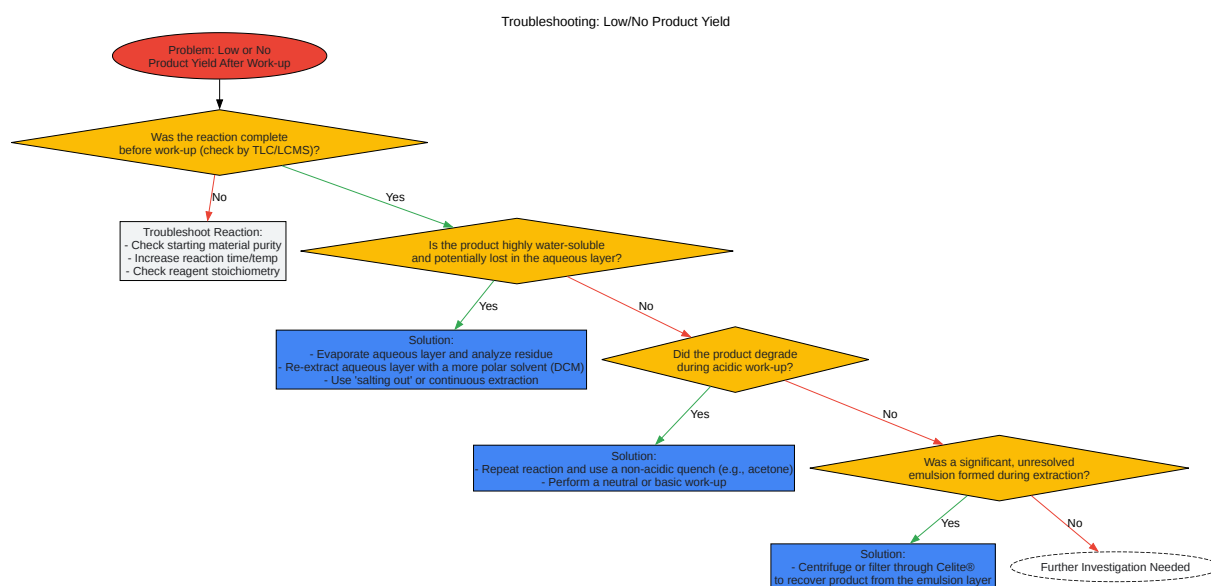 Troubleshooting: Low/No Product Yield
Problem: Low or No
Product Yield After Work-up
Was the reaction complete
before work-up (check by TLC/LCMS)?
No
Yes
Troubleshoot Reaction:
- Check starting material purity
- Increase reaction time/temp
- Check reagent stoichiometry
Is the product highly water-soluble
and potentially lost in the aqueous layer?
Yes
No
Solution:
- Evaporate aqueous layer and analyze residue
- Re-extract aqueous layer with a more polar solvent (DCM)
- Use 'salting out' or continuous extraction
Did the product degrade
during acidic work-up?
Yes
No
Solution:
- Repeat reaction and use a non-acidic quench (e.g., acetone)
- Perform a neutral or basic work-up
Was a significant, unresolved
emulsion formed during extraction?
Yes
No
Solution:
- Centrifuge or filter through Celite®
to recover product from the emulsion layer
Further Investigation Needed